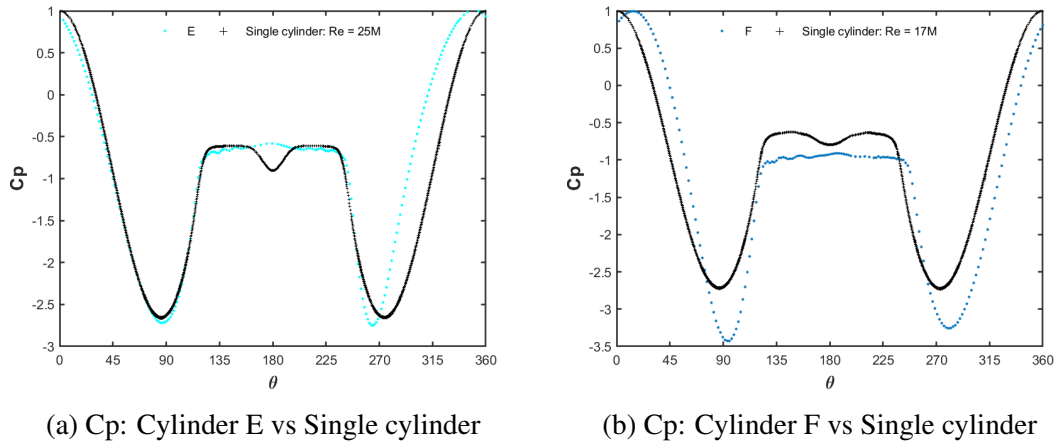 E + Single cylinder: Re = 25M
1
0.5
0
-0.5
-1
-1.5
-2
-2.5
-3
Cp
0 45 90 135 180 225 270 315 360
θ
(a) Cp: Cylinder E vs Single cylinder
F + Single cylinder: Re = 17M
1
0.5
0
-0.5
-1
-1.5
-2
-2.5
-3
-3.5
Cp
0 45 90 135 180 225 270 315 360
θ
(b) Cp: Cylinder F vs Single cylinder